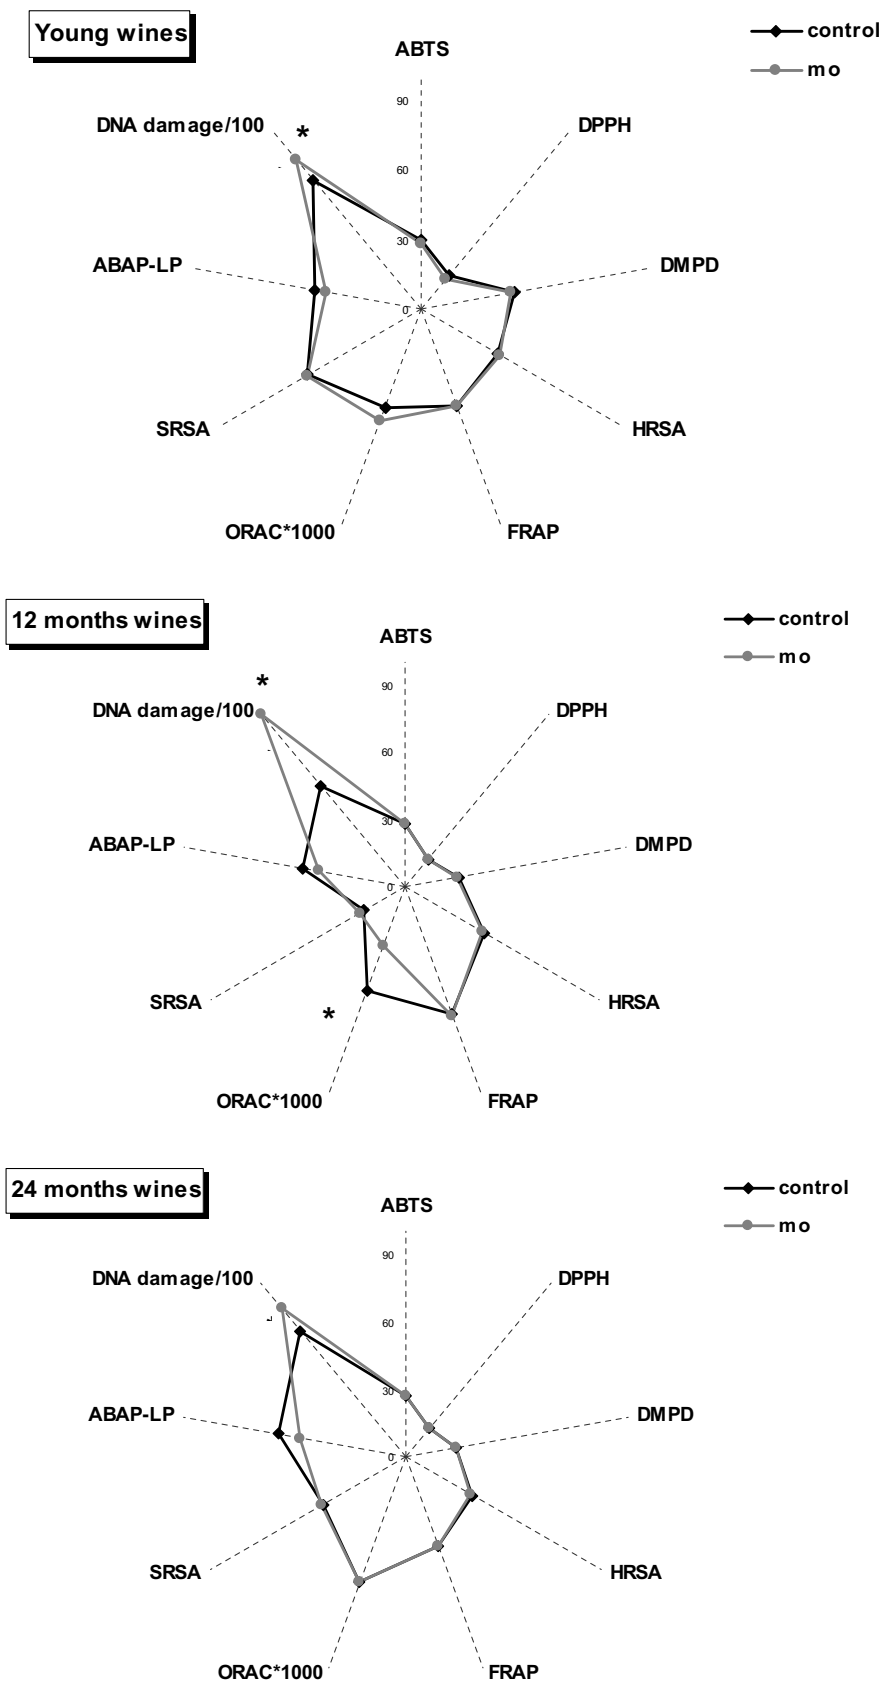 Young wines
control
mo
ABTS
DPPH
DMPD
HRSA
FRAP
ORAC*1000
SRSA
ABAP-LP
DNA damage/100
*
90
60
30
0
12 months wines
control
mo
ABTS
DPPH
DMPD
HRSA
FRAP
ORAC*1000
SRSA
ABAP-LP
DNA damage/100
*
*
90
60
30
0
24 months wines
control
mo
ABTS
DPPH
DMPD
HRSA
FRAP
ORAC*1000
SRSA
ABAP-LP
DNA damage/100
90
60
30
0